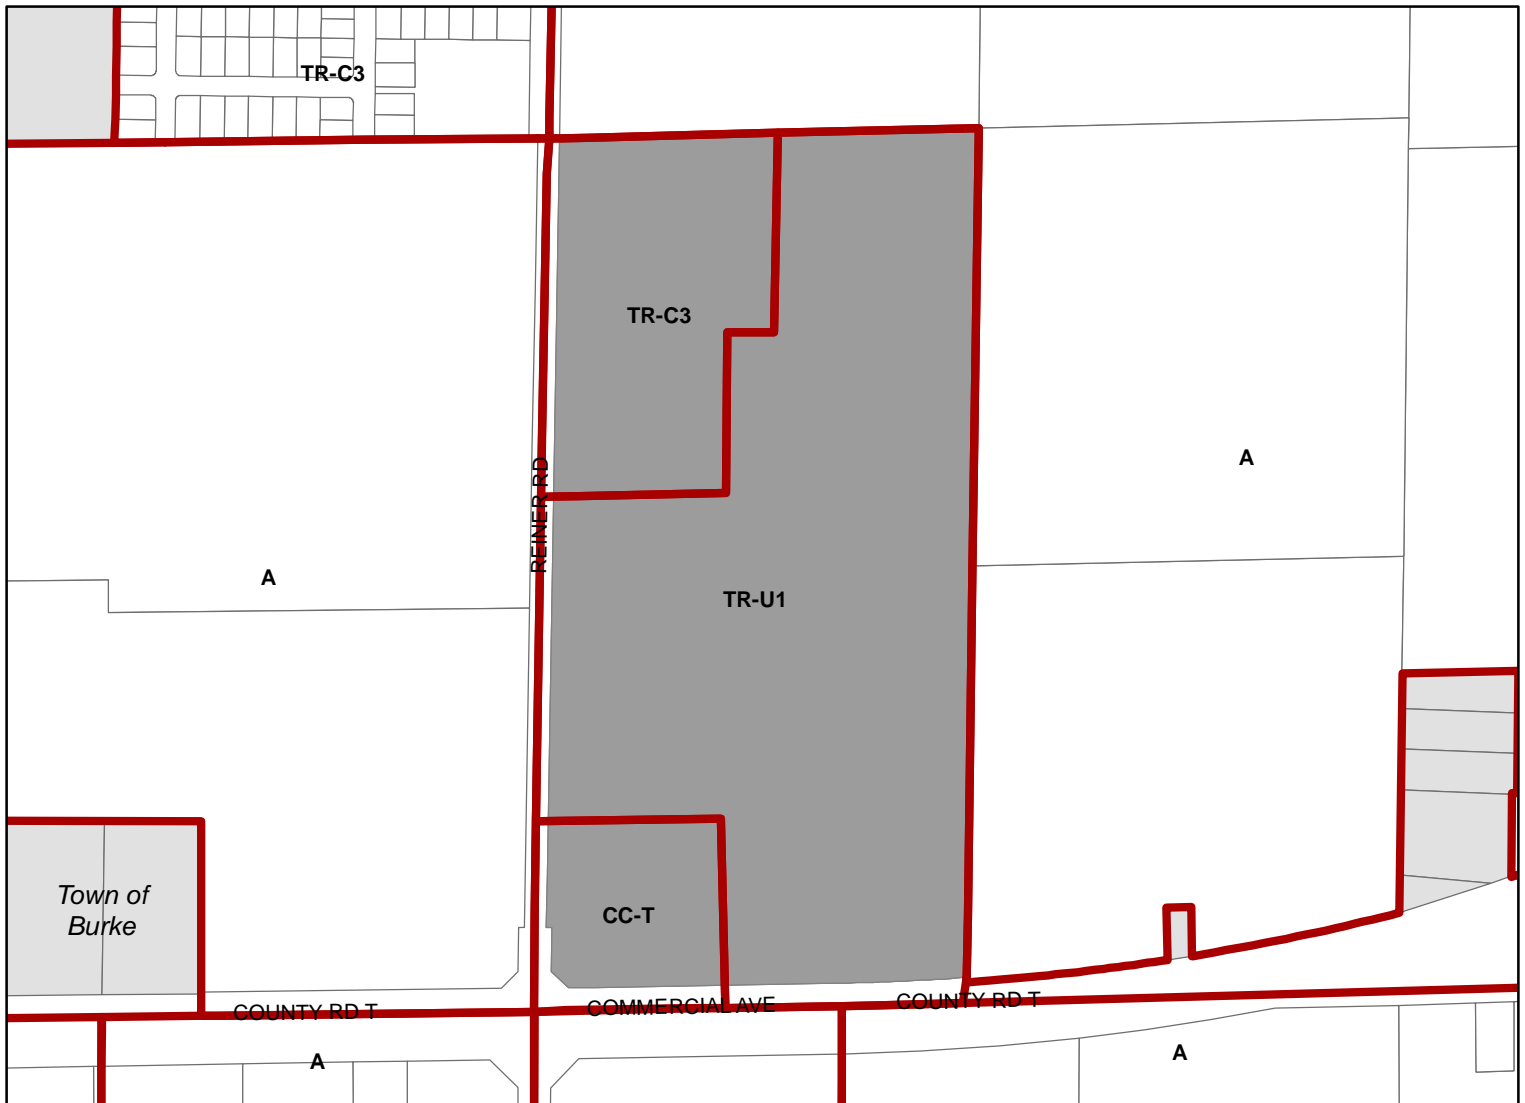 TR-C3
TR-C3
A
REINER RD
A
TR-U1
Town of
Burke
CC-T
COUNTY RD T
COMMERCIAL AVE
COUNTY RD T
A
A